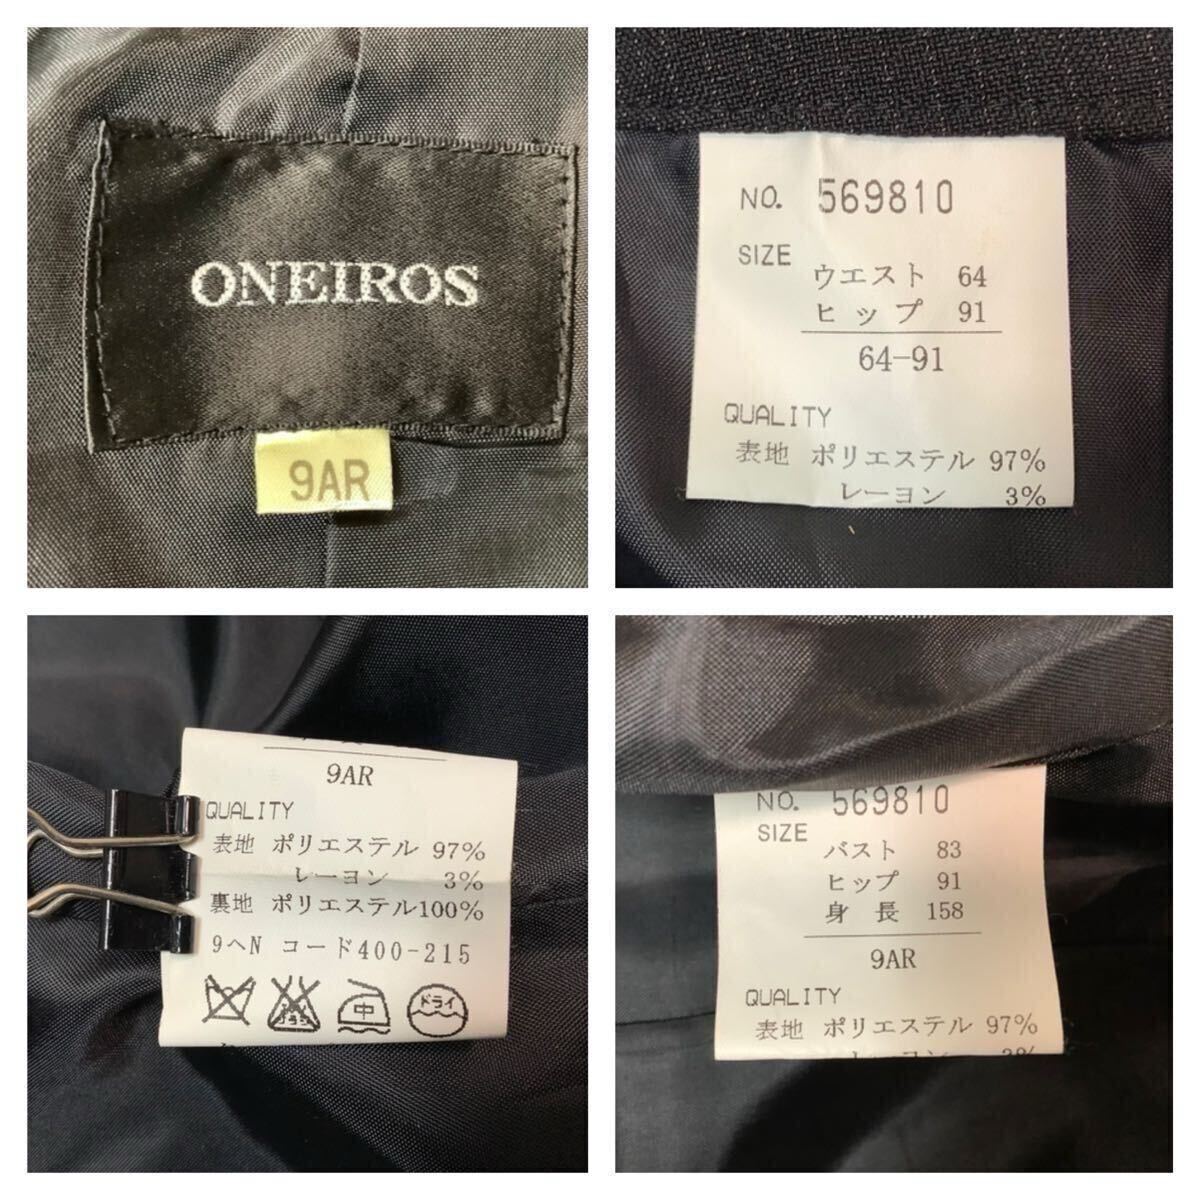 ONEIROS
9AR
NO. 569810
SIZE
ウエスト 64
ヒップ 91
64-91
QUALITY
表地 ポリエステル 97%
レーヨン 3%
9AR
QUALITY
表地 ポリエステル 97%
レーヨン 3%
裏地 ポリエステル100%
9ヘN コード400-215
中
ドライ
NO. 569810
SIZE
バスト 83
ヒップ 91
身長 158
9AR
QUALITY
表地 ポリエステル 97%
レーヨン 3%